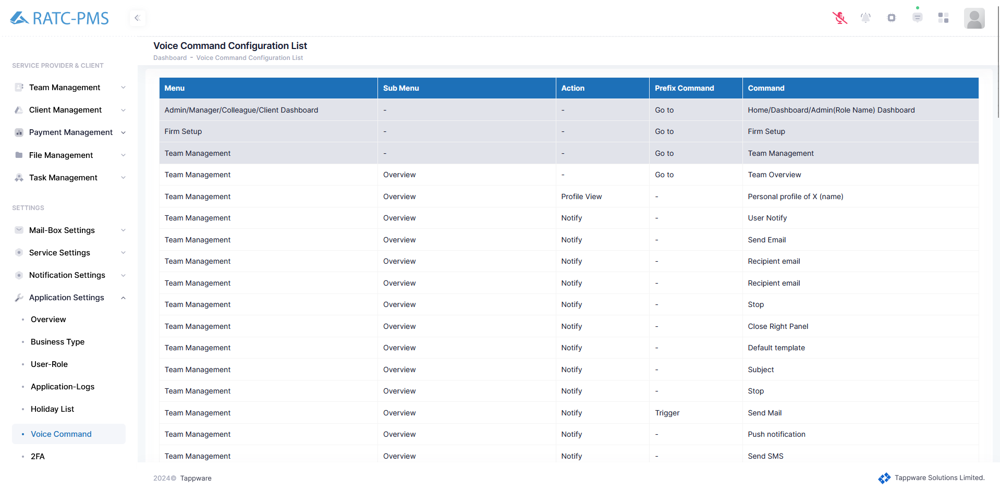 RATC-PMS
Voice Command Configuration List
Dashboard - Voice Command Configuration List
SERVICE PROVIDER & CLIENT
Team Management
Client Management
Payment Management
File Management
Task Management
SETTINGS
Mail-Box Settings
Service Settings
Notification Settings
Application Settings
Overview
Business Type
User-Role
Application-Logs
Holiday List
Voice Command
2FA
Menu Sub Menu Action Prefix Command Command
Admin/Manager/Colleague/Client Dashboard - - Go to Home/Dashboard/Admin(Role Name) Dashboard
Firm Setup - - Go to Firm Setup
Team Management - - Go to Team Management
Team Management Overview - Go to Team Overview
Team Management Overview Profile View - Personal profile of X (name)
Team Management Overview Notify - User Notify
Team Management Overview Notify - Send Email
Team Management Overview Notify - Recipient email
Team Management Overview Notify - Recipient email
Team Management Overview Notify - Stop
Team Management Overview Notify - Close Right Panel
Team Management Overview Notify - Default template
Team Management Overview Notify - Subject
Team Management Overview Notify - Stop
Team Management Overview Notify Trigger Send Mail
Team Management Overview Notify - Push notification
Team Management Overview Notify - Send SMS
2024© Tappware
Tappware Solutions Limited.